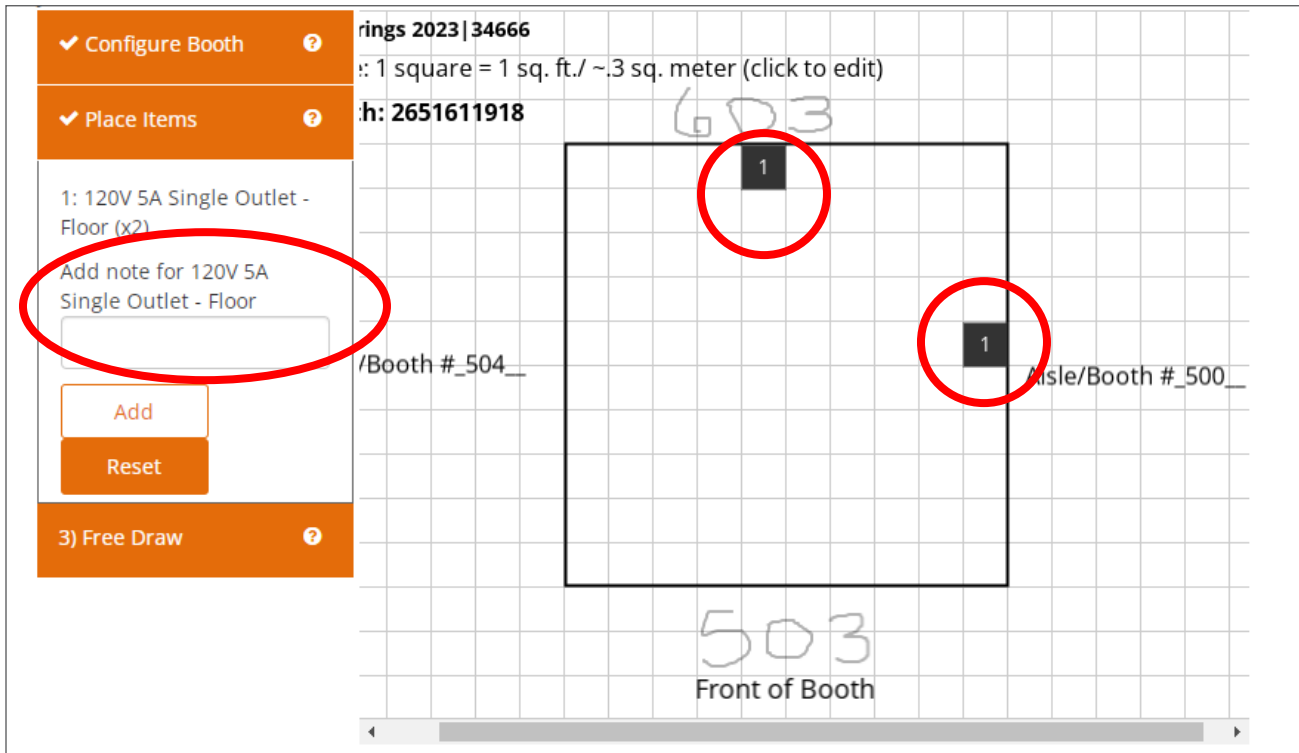 Configure Booth
Place Items
1: 120V 5A Single Outlet -
Floor (x2)
Add note for 120V 5A
Single Outlet - Floor
Add
Reset
3) Free Draw
rings 2023|34666
e: 1 square = 1 sq. ft./ ~.3 sq. meter (click to edit)
th: 2651611918
603
1
1
/Booth #_504__
Aisle/Booth #_500__
503
Front of Booth